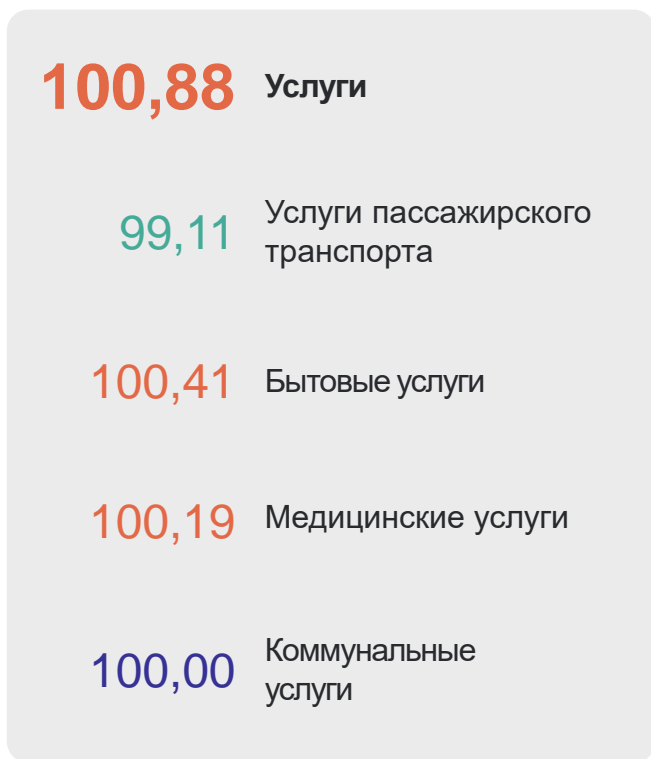 100,88 Услуги
99,11 Услуги пассажирского
транспорта
100,41 Бытовые услуги
100,19 Медицинские услуги
100,00 Коммунальные
услуги